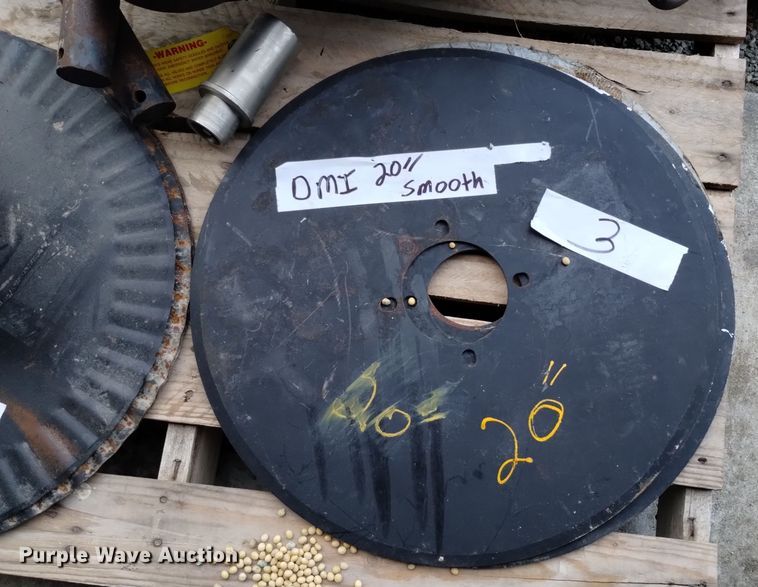 WARNING
DMI 20" smooth
3
20"
20"
Purple Wave Auction